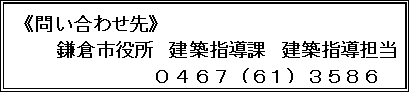 《問い合わせ先》
鎌倉市役所　建築指導課　建築指導担当
０４６７（61）３５８６